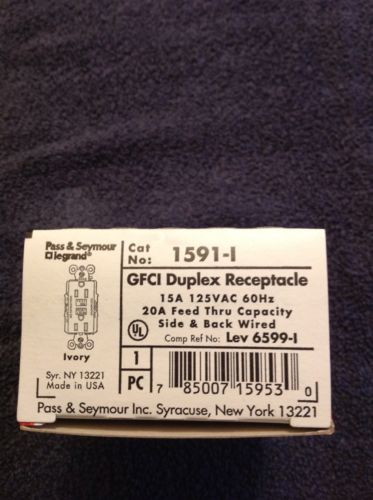 Pass & Seymour
legrand®
Cat No: 1591-I
GFCI Duplex Receptacle
15A 125VAC 60Hz
20A Feed Thru Capacity
Side & Back Wired
Comp Ref No: Lev 6599-I
UL
Ivory
Syr. NY 13221
Made in USA
1
PC
7 85007 15953 0
Pass & Seymour Inc. Syracuse, New York 13221